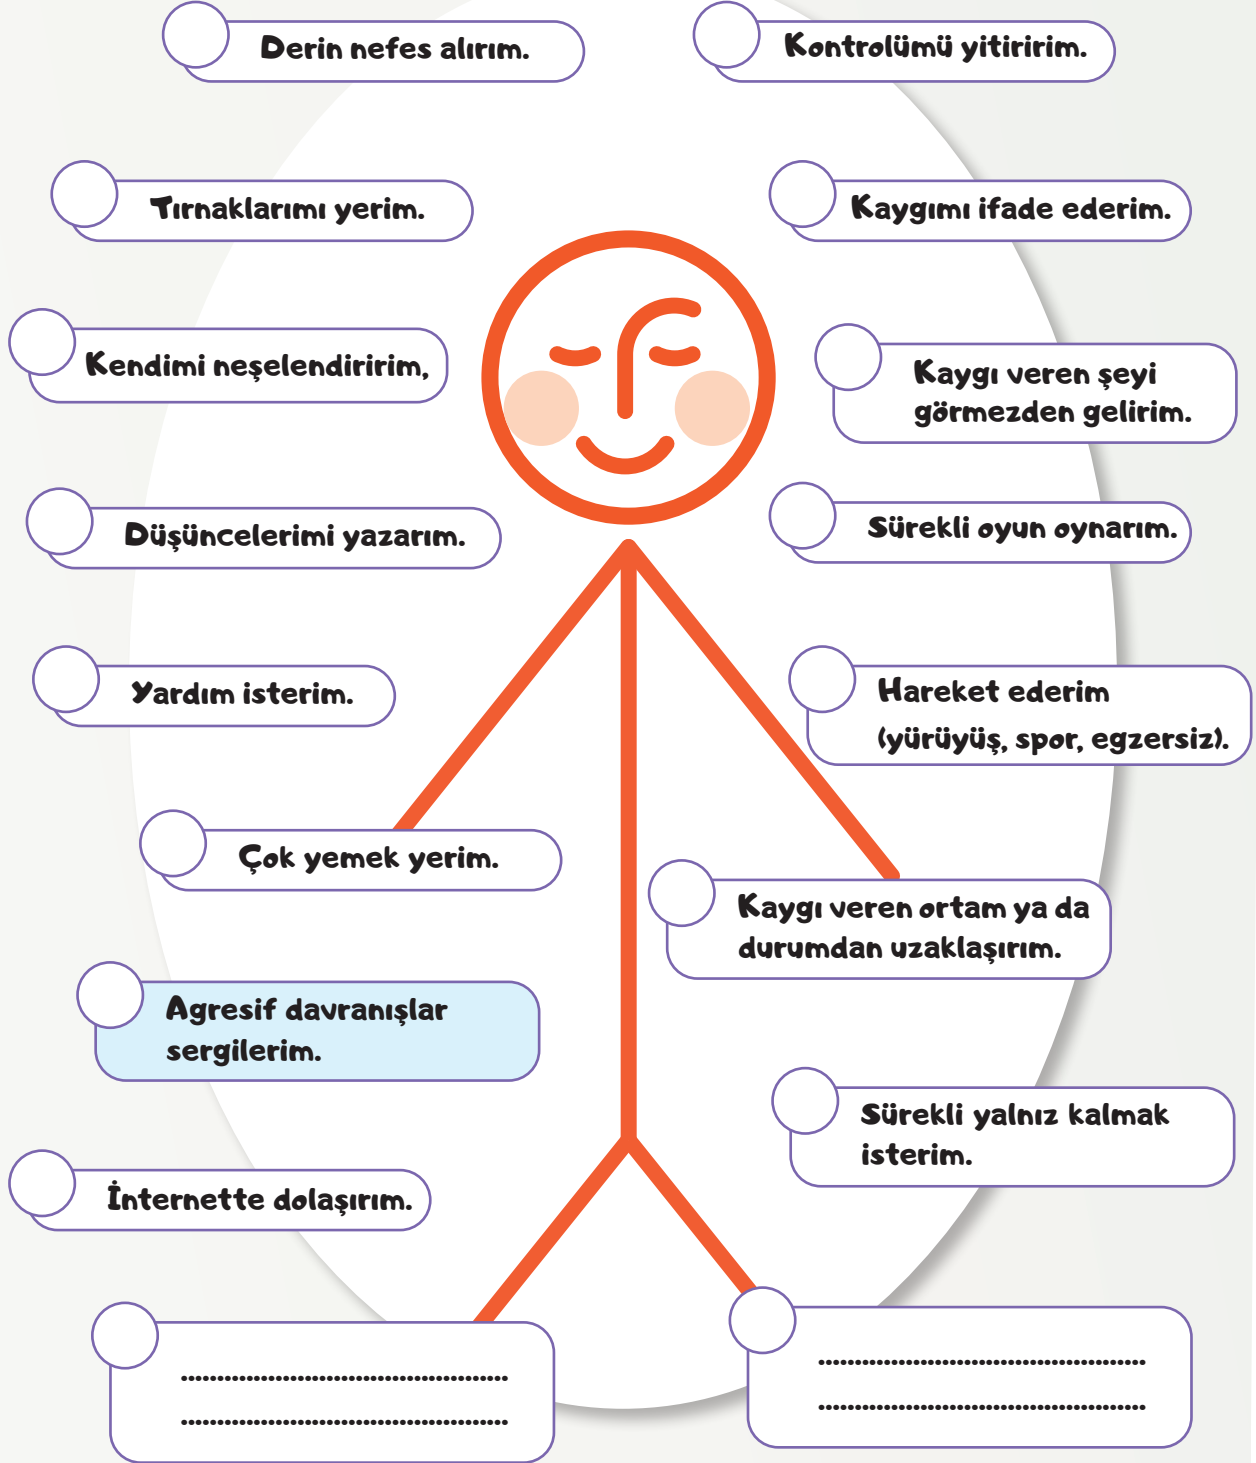 Derin nefes alırım.
Kontrolümü yitiririm.
Tırnaklarımı yerim.
Kaygımı ifade ederim.
Kendimi neşelendiririm,
Kaygı veren şeyi
görmezden gelirim.
Düşüncelerimi yazarım.
Sürekli oyun oynarım.
Yardım isterim.
Hareket ederim
(yürüyüş, spor, egzersiz).
Çok yemek yerim.
Kaygı veren ortam ya da
durumdan uzaklaşırım.
Agresif davranışlar
sergilerim.
Sürekli yalnız kalmak
isterim.
İnternette dolaşırım.